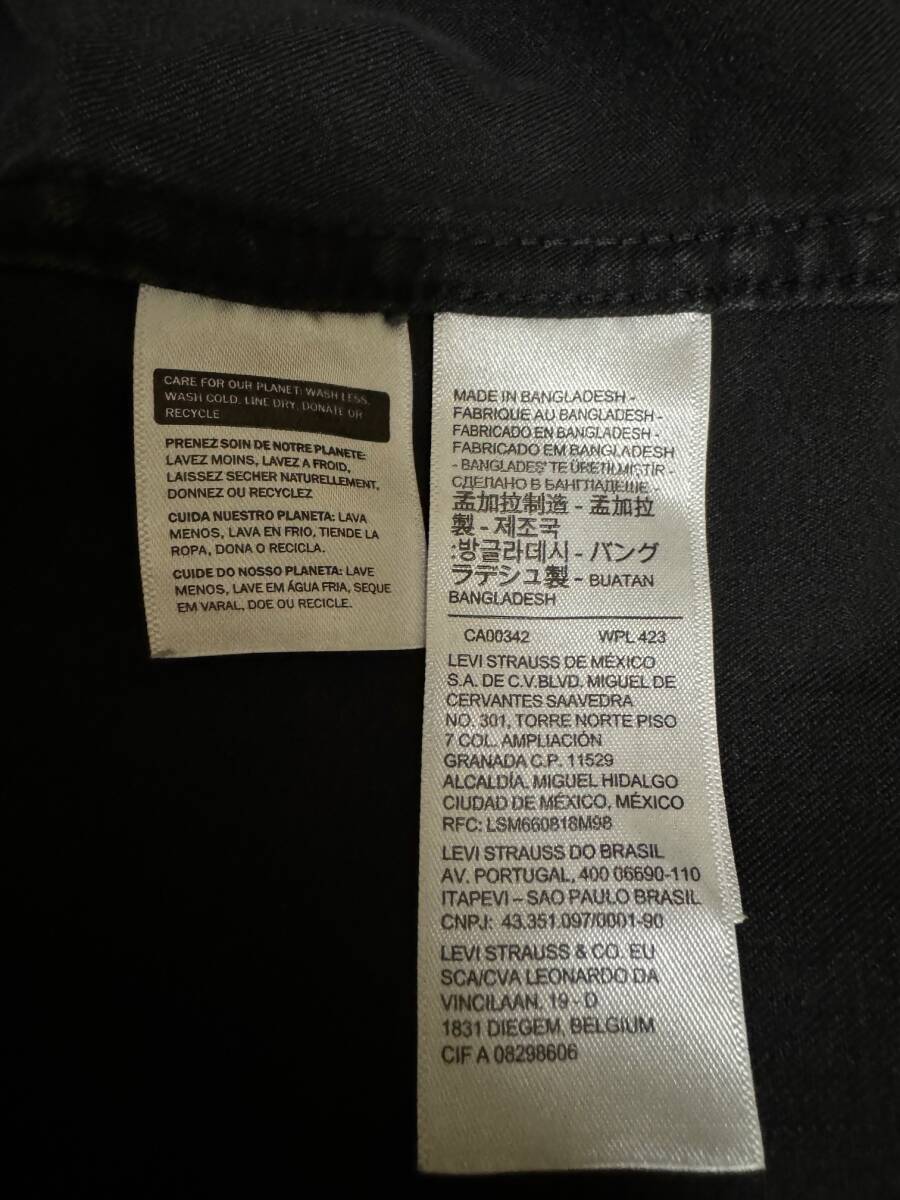 CARE FOR OUR PLANET: WASH LESS,
WASH COLD, LINE DRY, DONATE OR
RECYCLE
PRENEZ SOIN DE NOTRE PLANETE:
LAVEZ MOINS, LAVEZ A FROID,
LAISSEZ SECHER NATURELLEMENT,
DONNEZ OU RECYCLEZ
CUIDA NUESTRO PLANETA: LAVA
MENOS, LAVA EN FRIO, TIENDE LA
ROPA, DONA O RECICLA.
CUIDE DO NOSSO PLANETA: LAVE
MENOS, LAVE EM ÁGUA FRIA, SEQUE
EM VARAL, DOE OU RECICLE.
MADE IN BANGLADESH -
FABRIQUE AU BANGLADESH -
FABRICADO EN BANGLADESH -
FABRICADO EM BANGLADESH
- BANGLADEŞ'TE ÜRETİLMİŞTİR
СДЕЛАНО В БАНГЛАДЕШЕ
孟加拉制造 - 孟加拉
製 - 제조국
:방글라데시 - バング
ラデシュ製 - BUATAN
BANGLADESH
CA00342 WPL 423
LEVI STRAUSS DE MÉXICO
S.A. DE C.V.BLVD. MIGUEL DE
CERVANTES SAAVEDRA
NO. 301, TORRE NORTE PISO
7 COL. AMPLIACIÓN
GRANADA C.P. 11529
ALCALDÍA. MIGUEL HIDALGO
CIUDAD DE MÉXICO, MÉXICO
RFC: LSM660818M98
LEVI STRAUSS DO BRASIL
AV. PORTUGAL, 400 06690-110
ITAPEVI – SAO PAULO BRASIL
CNPJ: 43.351.097/0001-90
LEVI STRAUSS & CO. EU
SCA/CVA LEONARDO DA
VINCILAAN. 19 - D
1831 DIEGEM, BELGIUM
CIF A 08298606